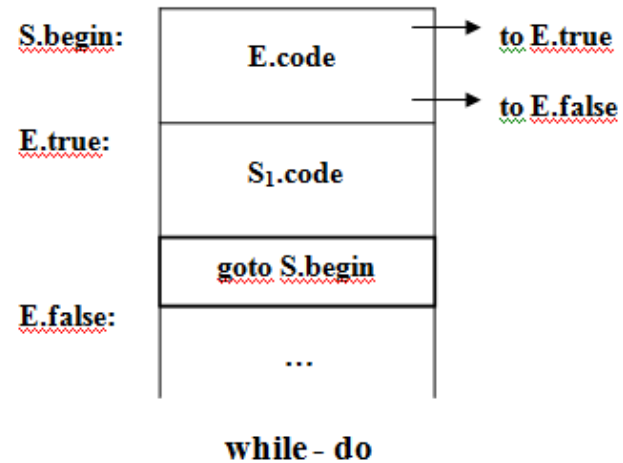 S.begin:
E.code
to E.true
to E.false
E.true:
S₁.code
goto S.begin
E.false:
...
while - do